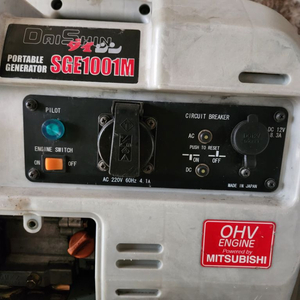 DAISHIN
ダイシン
PORTABLE
GENERATOR
SGE1001M
PILOT
ENGINE SWITCH
ON OFF
AC 220V 60Hz 4.1A
CIRCUIT BREAKER
AC
PUSH TO RESET
ON OFF
DC
DC 12V
8.3A
MADE IN JAPAN
OHV
ENGINE
Powered by
MITSUBISHI